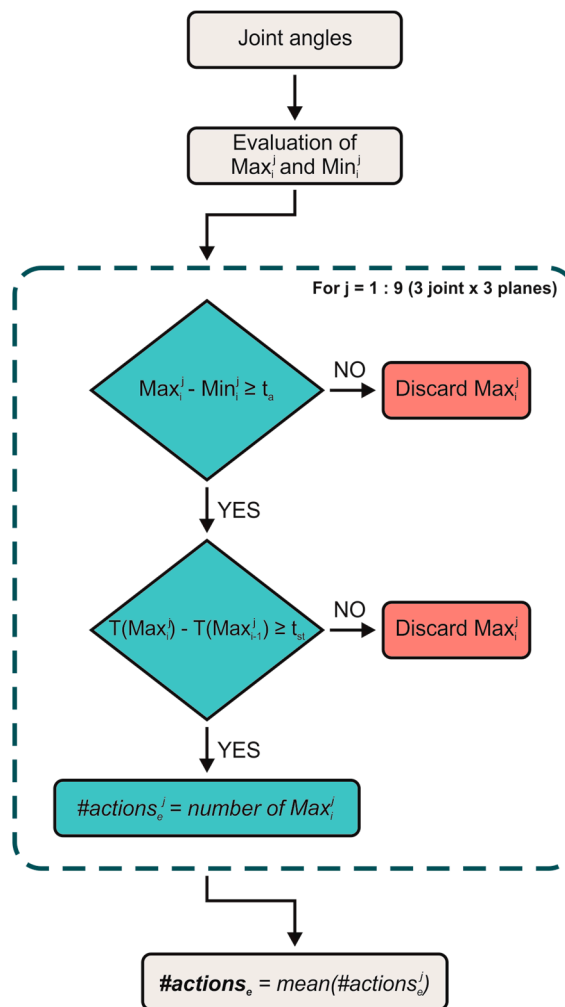 Joint angles
Evaluation of
Max_i^j and Min_i^j
For j = 1 : 9 (3 joint x 3 planes)
Max_i^j - Min_i^j ≥ t_a
NO
Discard Max_i^j
YES
T(Max_i^j) - T(Max_{i-1}^j) ≥ t_st
NO
Discard Max_i^j
YES
#actions_e^j = number of Max_i^j
#actions_e = mean(#actions_e^j)